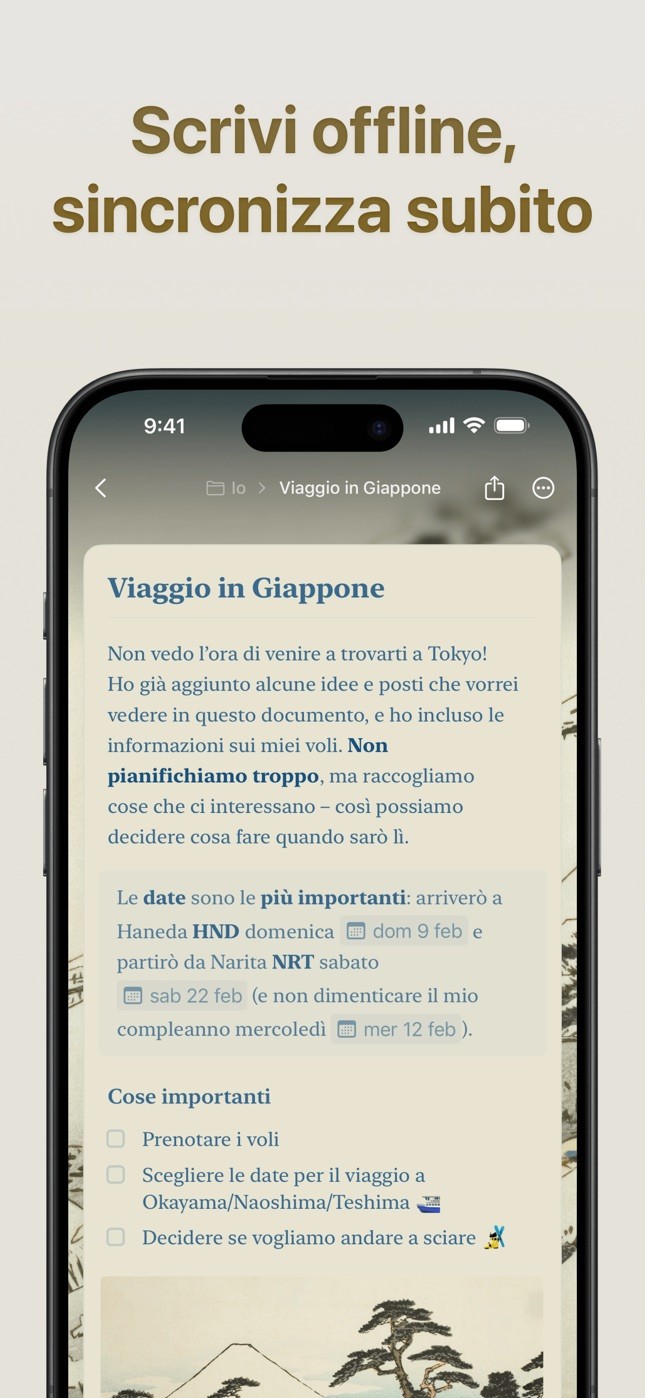 Scrivi offline,
sincronizza subito
9:41
Io > Viaggio in Giappone
Viaggio in Giappone
Non vedo l’ora di venire a trovarti a Tokyo!
Ho già aggiunto alcune idee e posti che vorrei
vedere in questo documento, e ho incluso le
informazioni sui miei voli. Non
pianifichiamo troppo, ma raccogliamo
cose che ci interessano – così possiamo
decidere cosa fare quando sarò lì.
Le date sono le più importanti: arriverò a
Haneda HND domenica dom 9 feb e
partirò da Narita NRT sabato
sab 22 feb (e non dimenticare il mio
compleanno mercoledì mer 12 feb).
Cose importanti
Prenotare i voli
Scegliere le date per il viaggio a
Okayama/Naoshima/Teshima 🛳️
Decidere se vogliamo andare a sciare 🎿